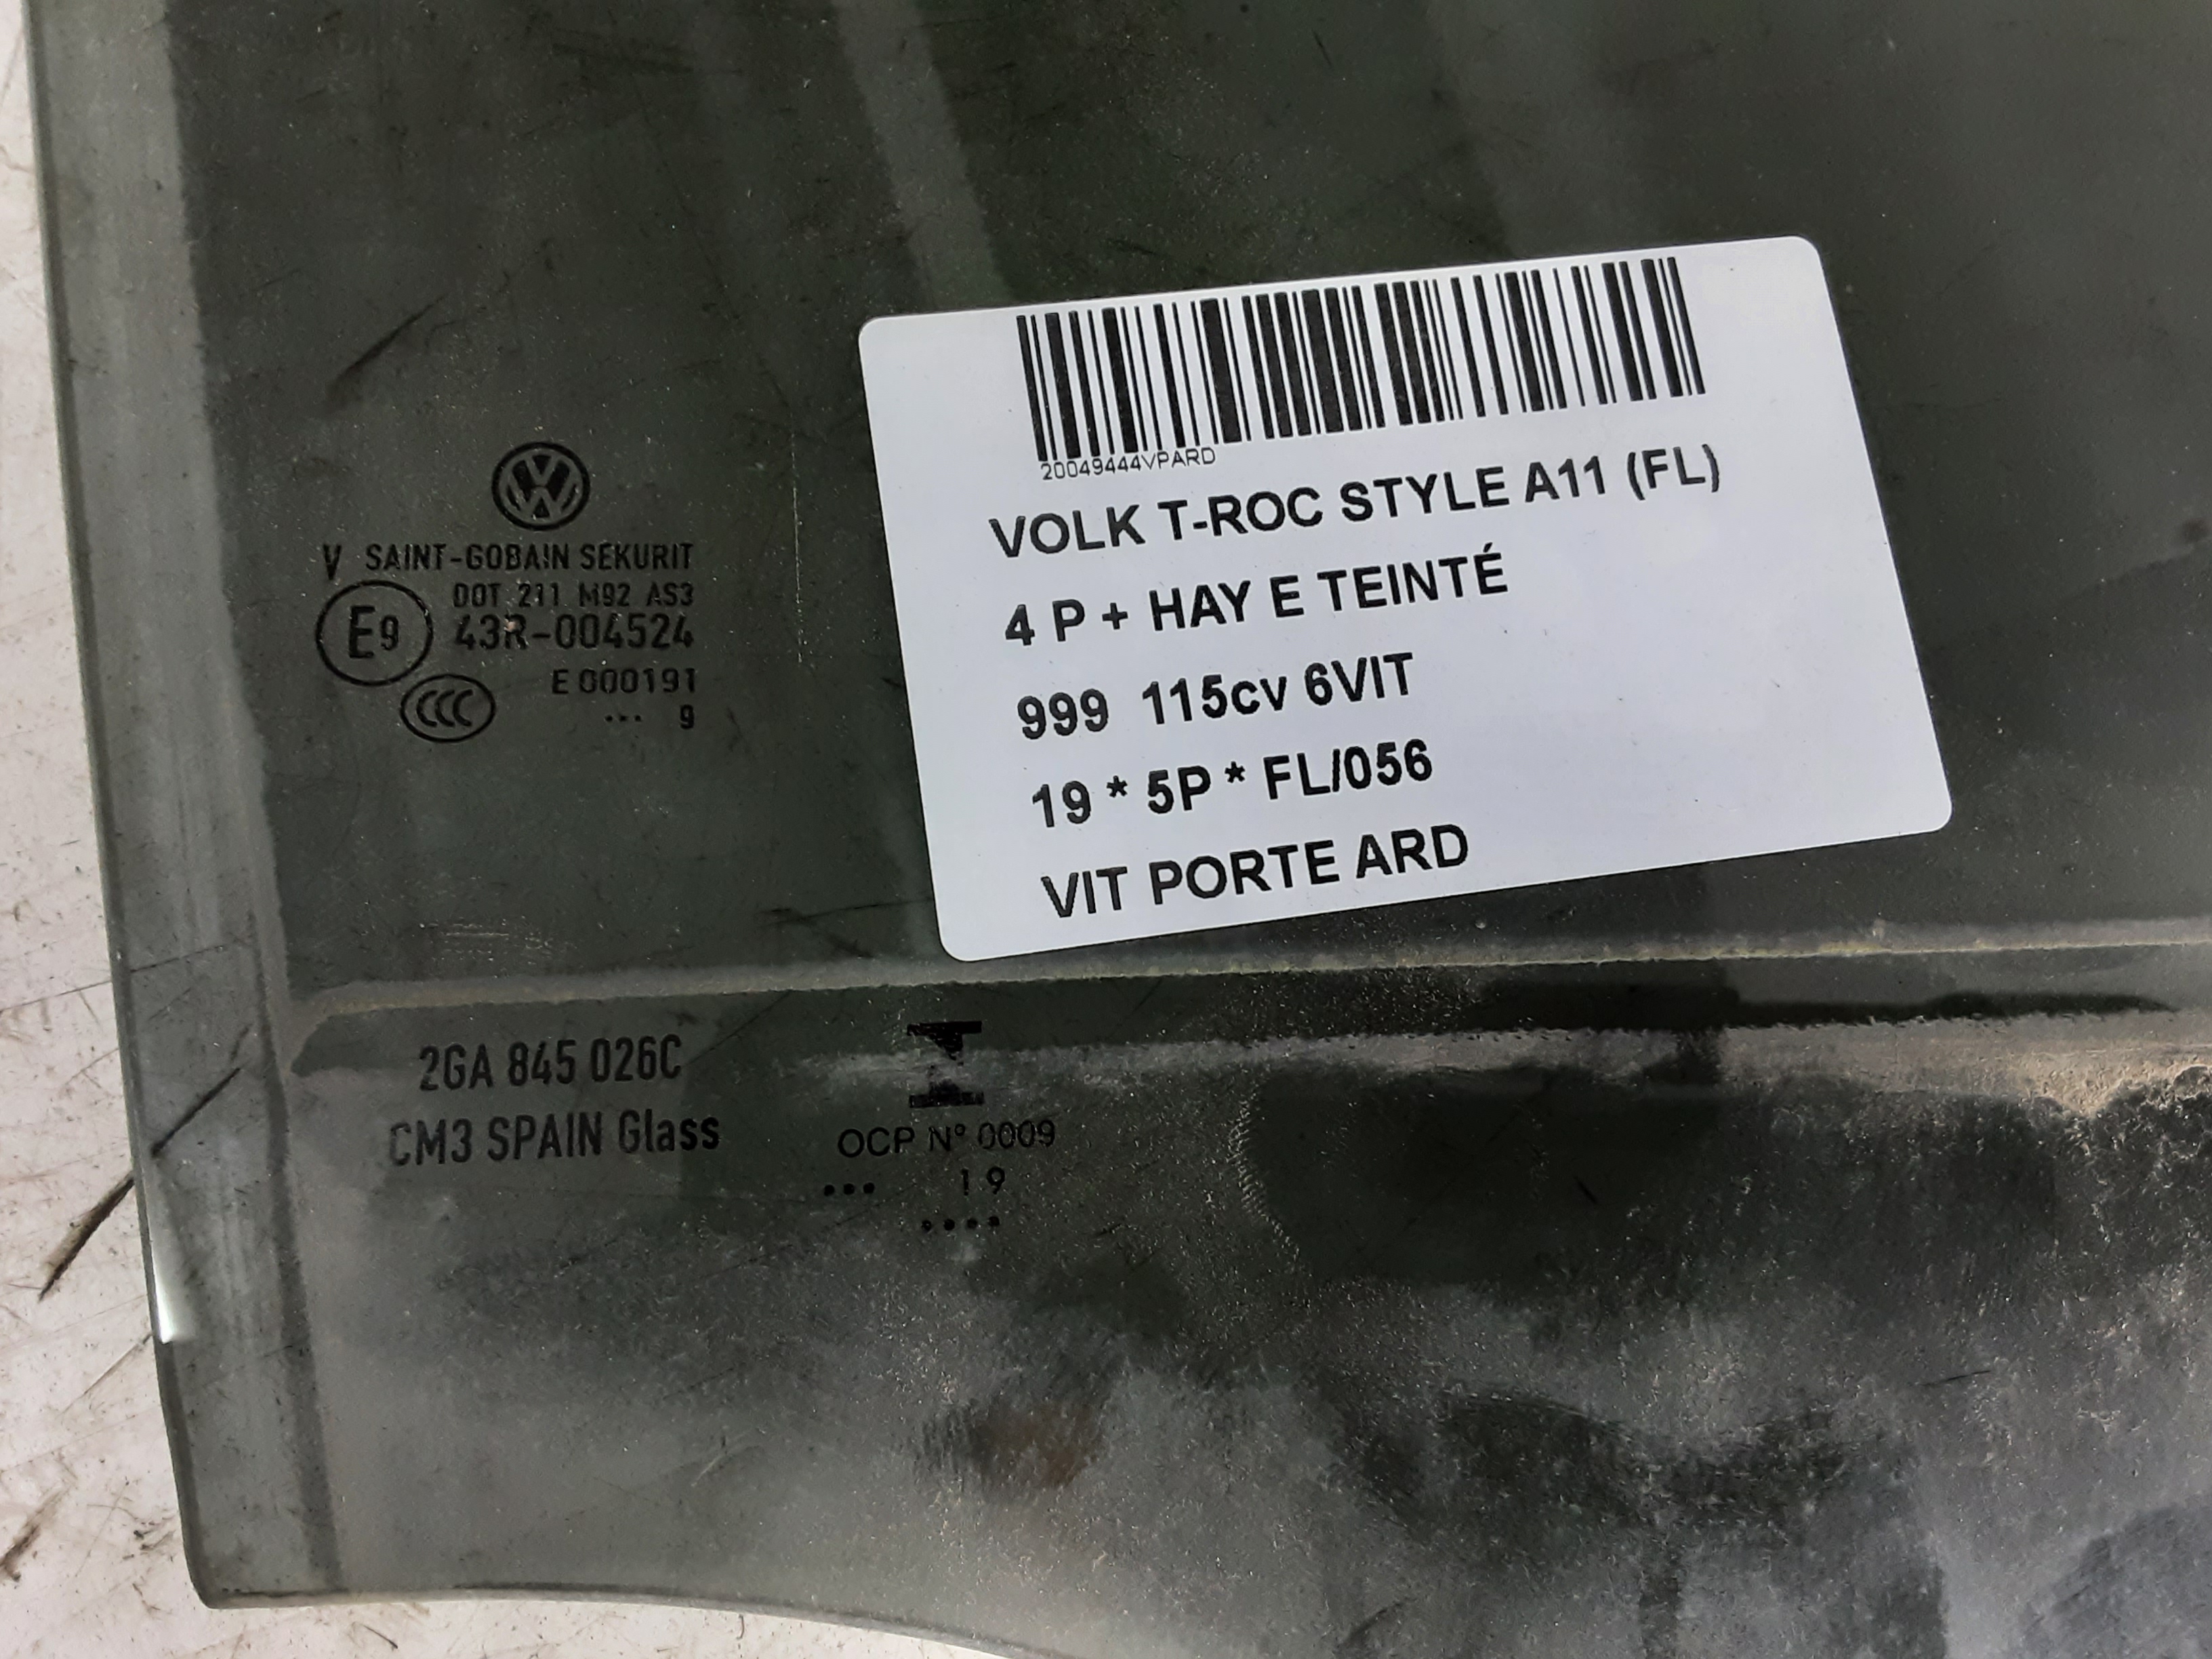 20049444VPARD
VOLK T-ROC STYLE A11 (FL)
4 P + HAY E TEINTÉ
999 115cv 6VIT
19 * 5P * FL/056
VIT PORTE ARD
V SAINT-GOBAIN SEKURIT
DOT 211 M92 AS3
E9 43R-004524
CCC E 000191
... 9
2GA 845 026C
CM3 SPAIN Glass
OCP N° 0009
... 19
....